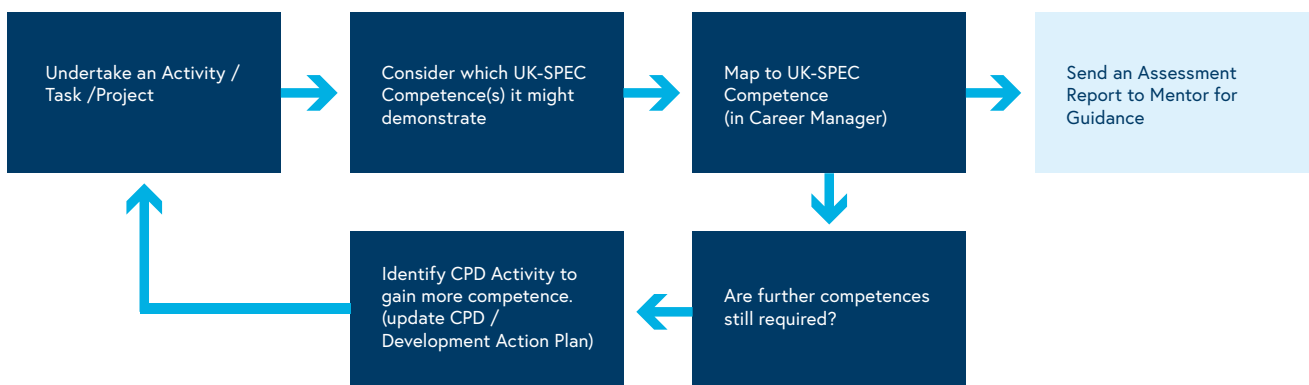 Undertake an Activity /
Task /Project
Consider which UK-SPEC
Competence(s) it might
demonstrate
Map to UK-SPEC
Competence
(in Career Manager)
Send an Assessment
Report to Mentor for
Guidance
Identify CPD Activity to
gain more competence.
(update CPD /
Development Action Plan)
Are further competences
still required?